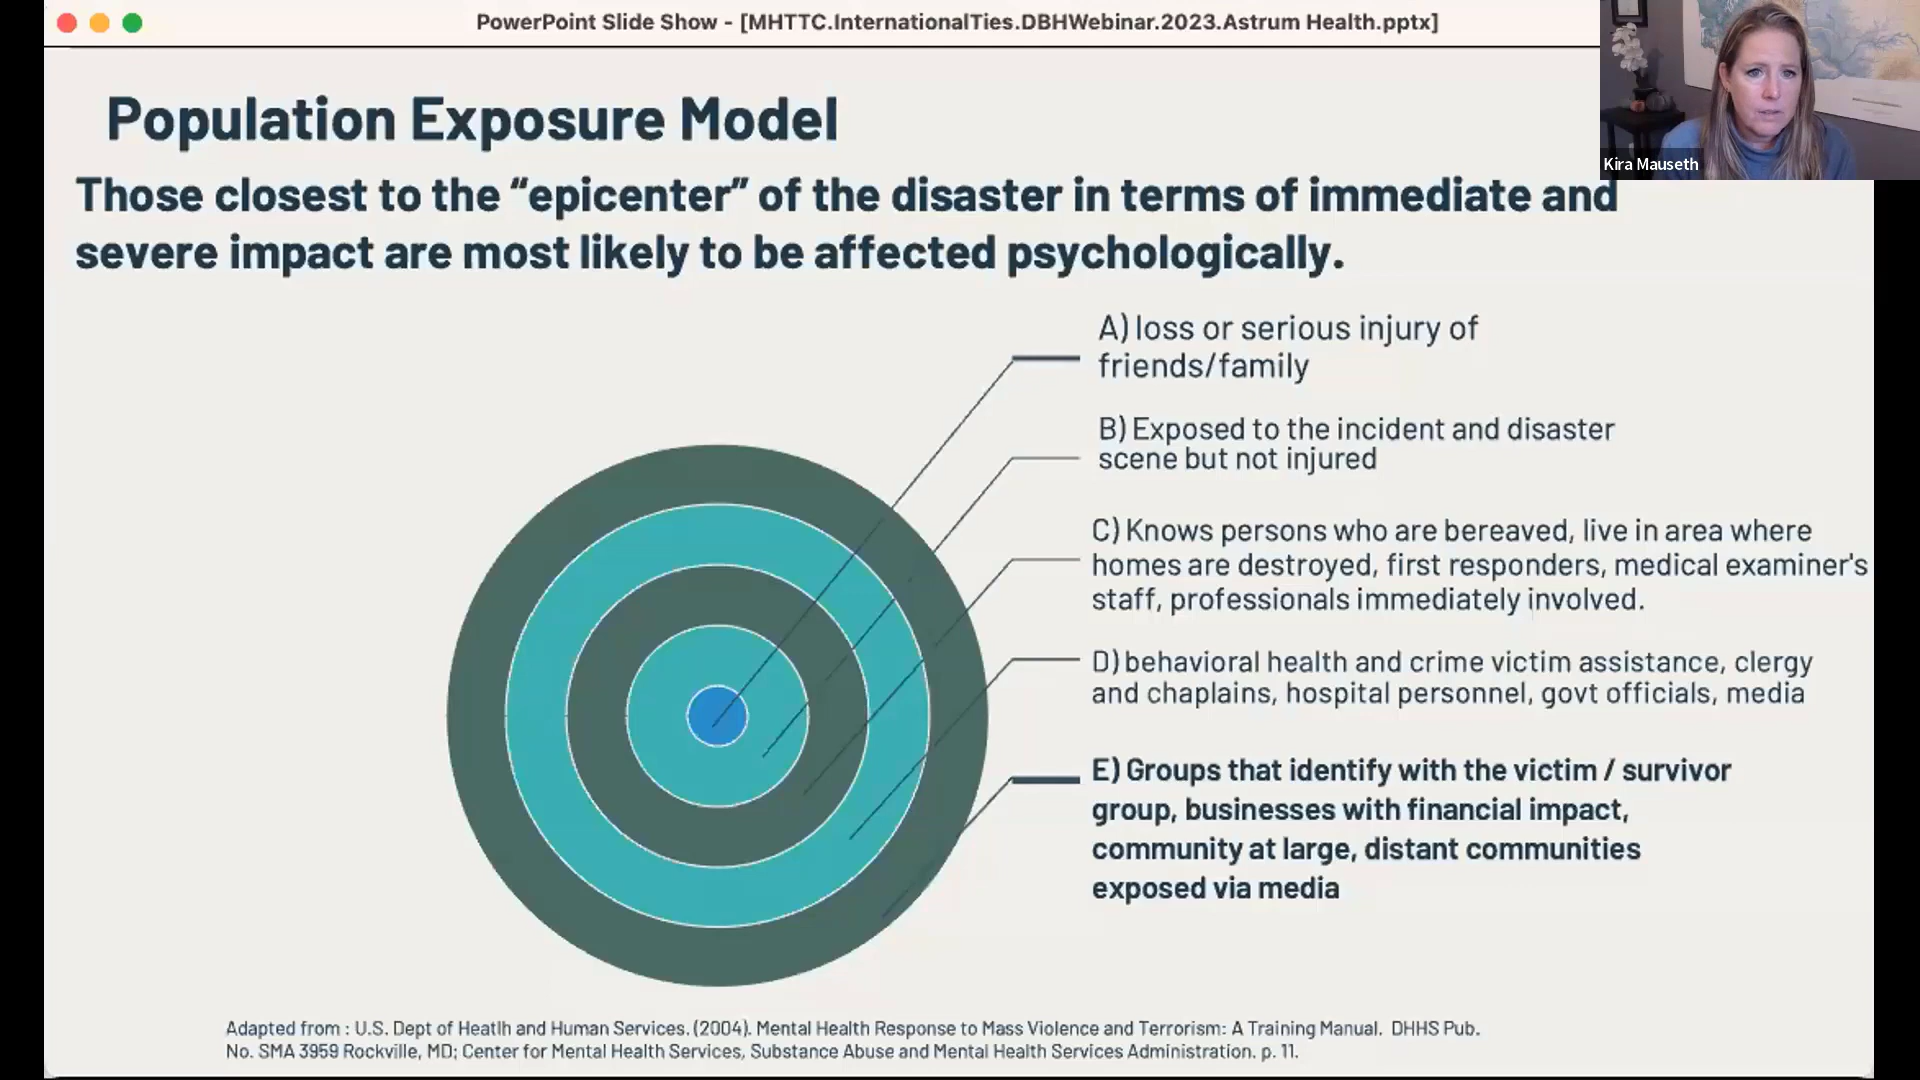 PowerPoint Slide Show - [MHTTC.InternationalTies.DBHWebinar.2023.Astrum Health.pptx]
Kira Mauseth
Population Exposure Model
Those closest to the “epicenter” of the disaster in terms of immediate and
severe impact are most likely to be affected psychologically.
A) loss or serious injury of
friends/family
B) Exposed to the incident and disaster
scene but not injured
C) Knows persons who are bereaved, live in area where
homes are destroyed, first responders, medical examiner's
staff, professionals immediately involved.
D) behavioral health and crime victim assistance, clergy
and chaplains, hospital personnel, govt officials, media
E) Groups that identify with the victim / survivor
group, businesses with financial impact,
community at large, distant communities
exposed via media
Adapted from : U.S. Dept of Heatlh and Human Services. (2004). Mental Health Response to Mass Violence and Terrorism: A Training Manual. DHHS Pub.
No. SMA 3959 Rockville, MD; Center for Mental Health Services, Substance Abuse and Mental Health Services Administration. p. 11.